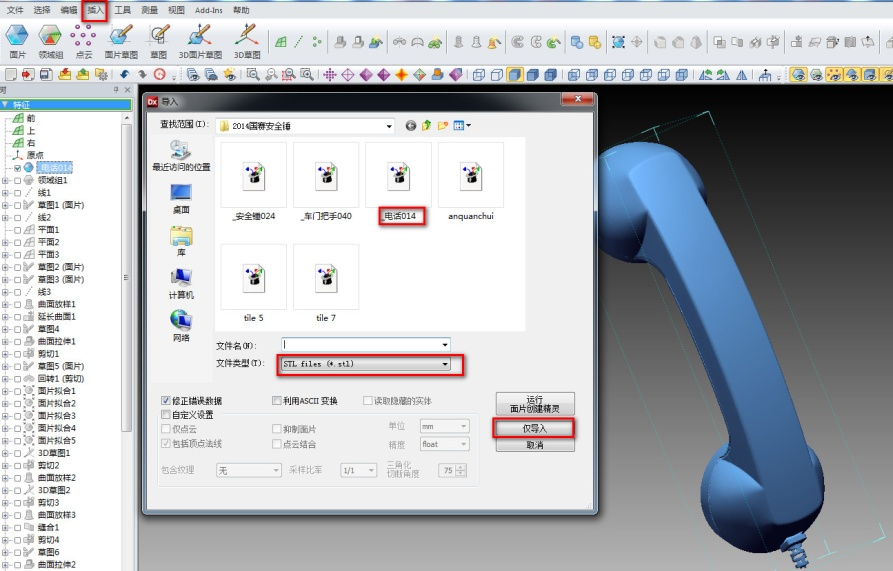 文件 选择 编辑 插入 工具 测量 视图 Add-Ins 帮助
面片 领域组 点云 面片草图 草图 3D面片草图 3D草图
树
特征
前
上
右
原点
_电话014
领域组1
线1
草图1 (面片)
线2
平面1
平面2
平面3
草图2 (面片)
草图3 (面片)
线3
曲面放样1
延长曲面1
草图4
曲面拉伸1
剪切1
草图5 (面片)
回转1 (剪切)
面片拟合1
面片拟合2
面片拟合3
面片拟合4
面片拟合5
3D草图1
剪切2
曲面放样2
3D草图2
剪切3
曲面放样3
缝合1
剪切4
草图6
曲面拉伸2
Dx 导入
查找范围(I): 2014国赛安全锤
最近访问的位置
桌面
库
计算机
网络
_安全锤024 _车门把手040 _电话014 anquanchui
tile 5 tile 7
文件名(N):
文件类型(T): STL files (*.stl)
修正错误数据 利用ASCII 变换 读取隐藏的实体
自定义设置
仅点云 抑制面片 单位 mm
包括顶点法线 点云结合 精度 float
包含纹理 无 采样比率 1/1 三角化
切断角度 75
运行
面片创建精灵
仅导入
取消